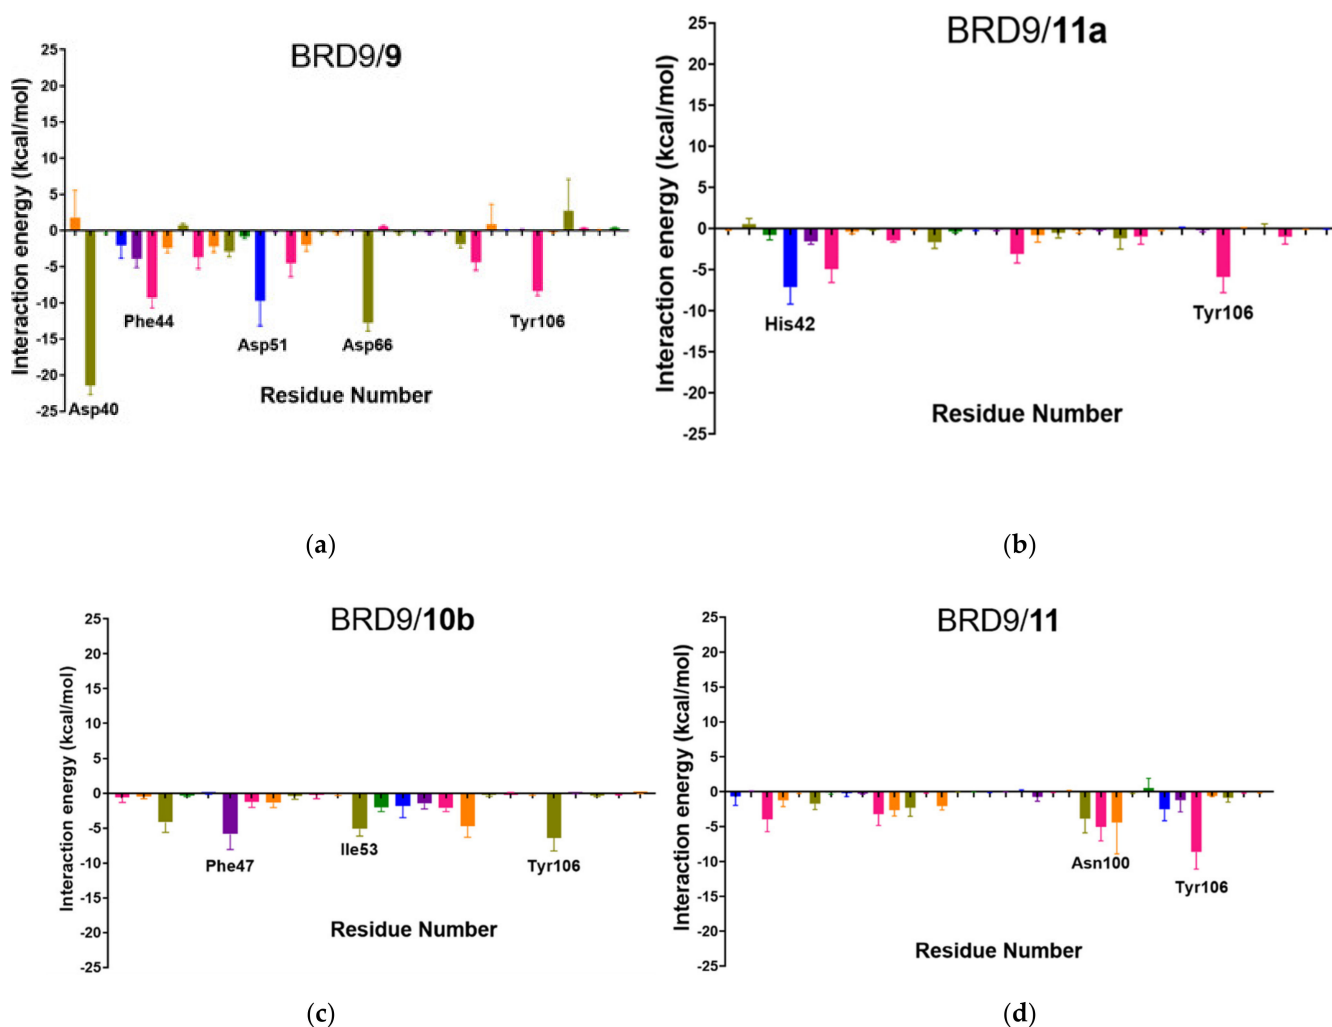 BRD9/9
Interaction energy (kcal/mol)
25
20
15
10
5
0
-5
-10
-15
-20
-25
Phe44
Asp51
Asp66
Tyr106
Asp40
Residue Number
(a)
BRD9/11a
Interaction energy (kcal/mol)
25
20
15
10
5
0
-5
-10
-15
-20
-25
His42
Tyr106
Residue Number
(b)
BRD9/10b
Interaction energy (kcal/mol)
25
20
15
10
5
0
-5
-10
-15
-20
-25
Phe47
Ile53
Tyr106
Residue Number
(c)
BRD9/11
Interaction energy (kcal/mol)
25
20
15
10
5
0
-5
-10
-15
-20
-25
Asn100
Tyr106
Residue Number
(d)